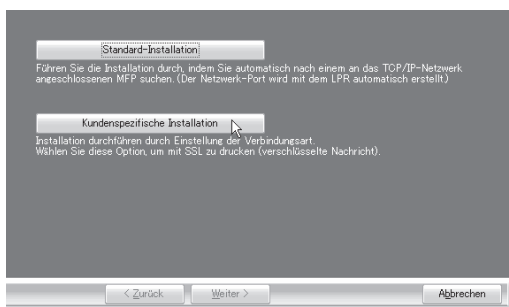 Standard-Installation
Führen Sie die Installation durch, indem Sie automatisch nach einem an das TCP/IP-Netzwerk
angeschlossenen MFP suchen. (Der Netzwerk-Port wird mit dem LPR automatisch erstellt.)
Kundenspezifische Installation
Installation durchführen durch Einstellung der Verbindungsart.
Wählen Sie diese Option, um mit SSL zu drucken (verschlüsselte Nachricht).
< Zurück Weiter > Abbrechen